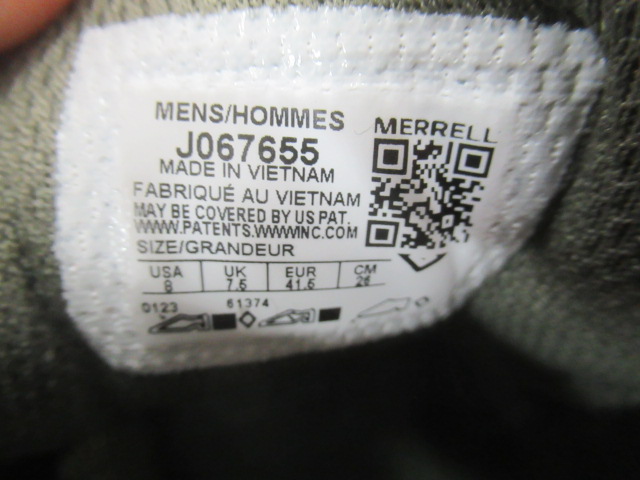 MENS/HOMMES
J067655
MERRELL
MADE IN VIETNAM
FABRIQUÉ AU VIETNAM
MAY BE COVERED BY US PAT.
WWW.PATENTS.WWWINC.COM
SIZE/GRANDEUR
USA UK EUR CM
8 7.5 41.5 26
0123 61374